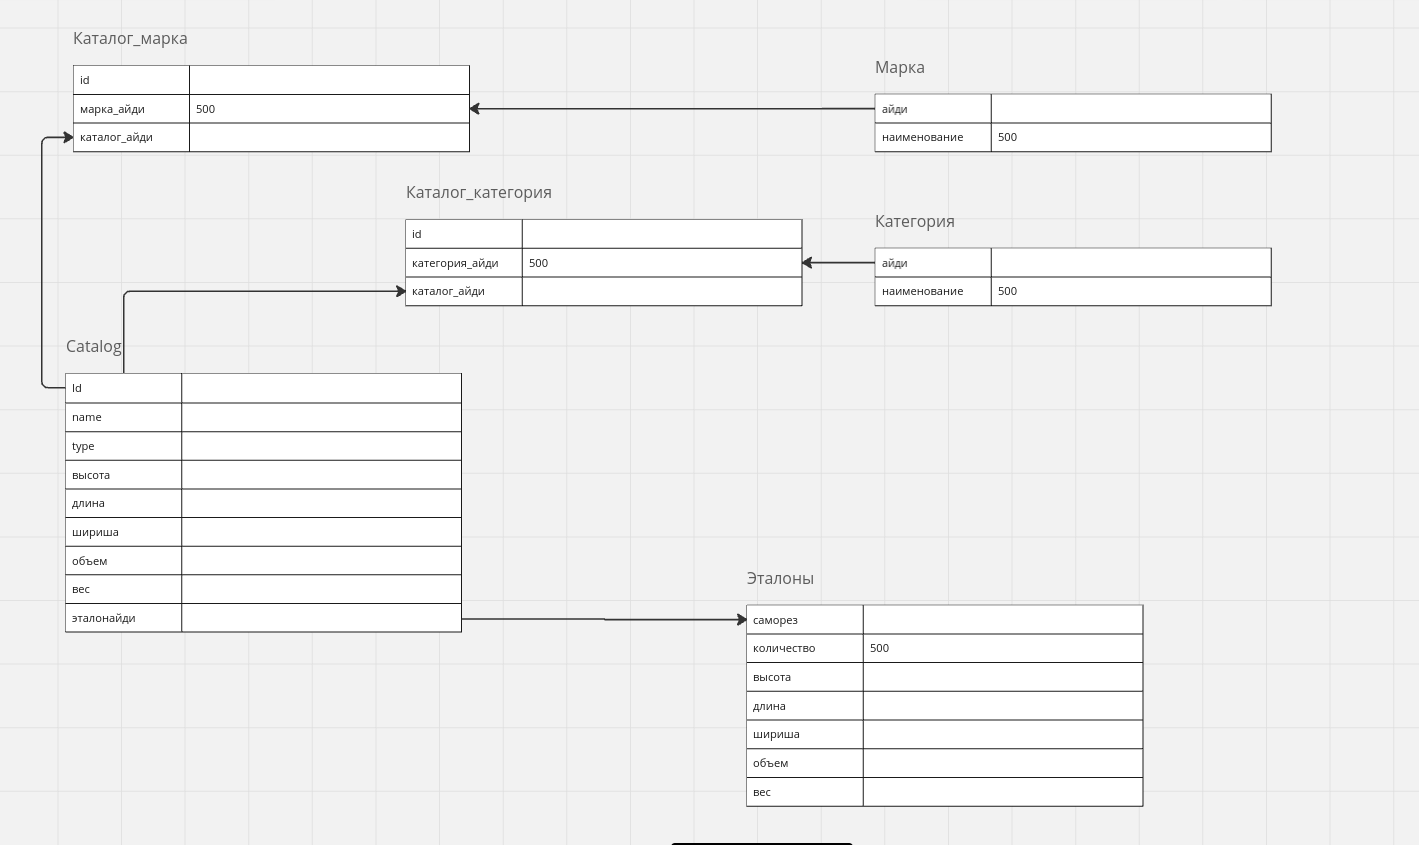 Каталог_марка
id
марка_айди 500
каталог_айди
Марка
айди
наименование 500
Каталог_категория
id
категория_айди 500
каталог_айди
Категория
айди
наименование 500
Catalog
Id
name
type
высота
длина
шириша
объем
вес
эталонайди
Эталоны
саморез
количество 500
высота
длина
шириша
объем
вес